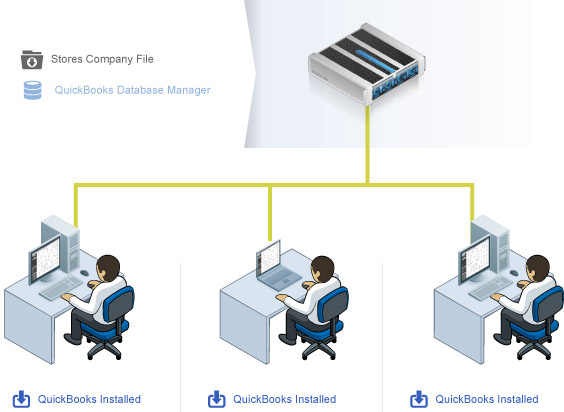 Stores Company File
QuickBooks Database Manager
QuickBooks Installed
QuickBooks Installed
QuickBooks Installed